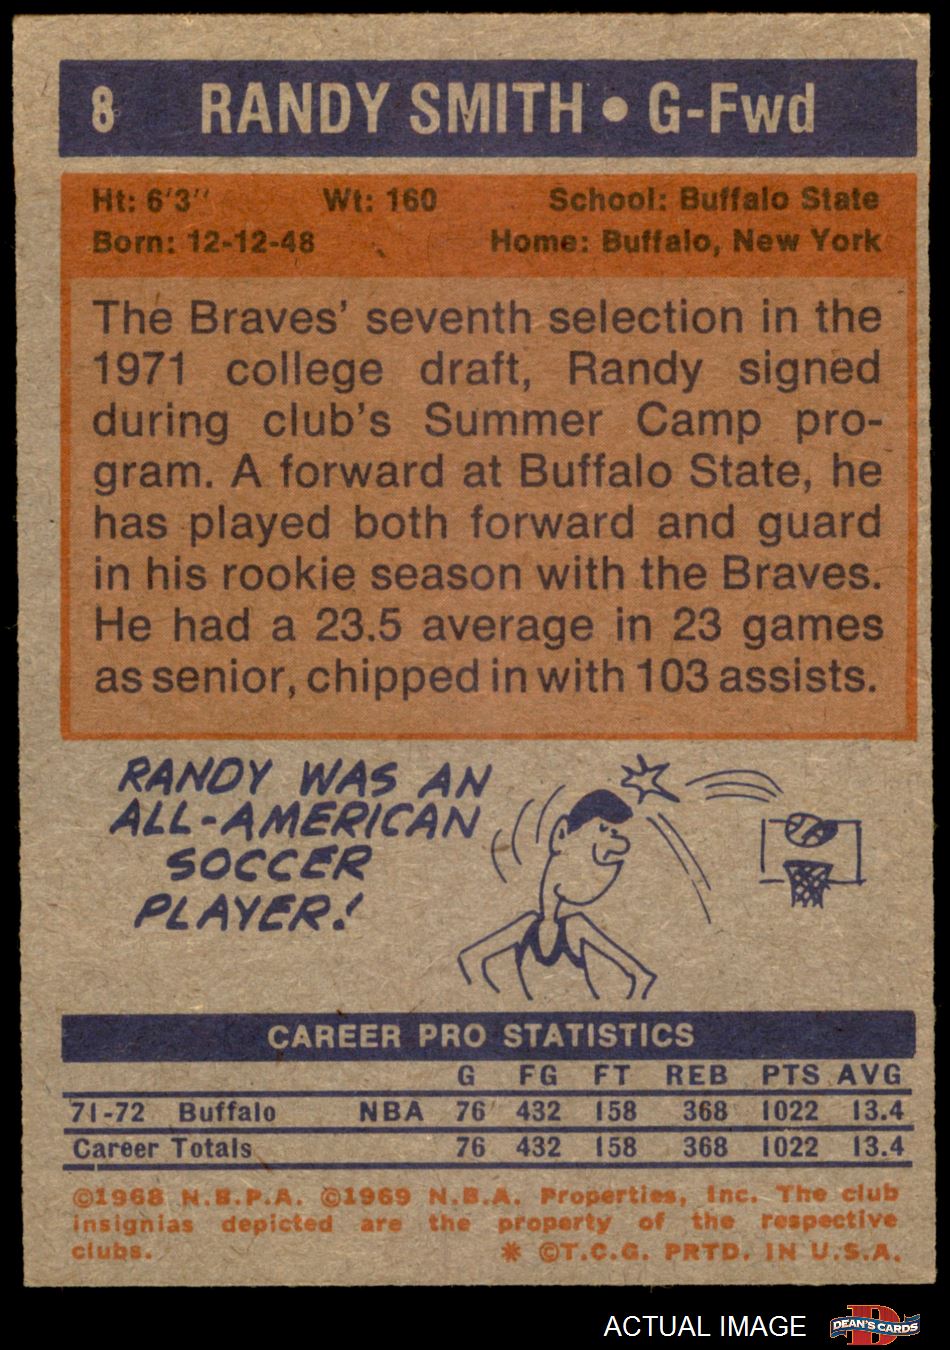 8 RANDY SMITH • G-Fwd
Ht: 6'3'' Wt: 160 School: Buffalo State
Born: 12-12-48 Home: Buffalo, New York
The Braves' seventh selection in the
1971 college draft, Randy signed
during club's Summer Camp pro-
gram. A forward at Buffalo State, he
has played both forward and guard
in his rookie season with the Braves.
He had a 23.5 average in 23 games
as senior, chipped in with 103 assists.
RANDY WAS AN
ALL-AMERICAN
SOCCER
PLAYER!
CAREER PRO STATISTICS
G FG FT REB PTS AVG
71-72 Buffalo NBA 76 432 158 368 1022 13.4
Career Totals 76 432 158 368 1022 13.4
©1968 N.B.P.A. ©1969 N.B.A. Properties, Inc. The club
insignias depicted are the property of the respective
clubs. * ©T.C.G. PRTD. IN U.S.A.
ACTUAL IMAGE D DEAN'S CARDS